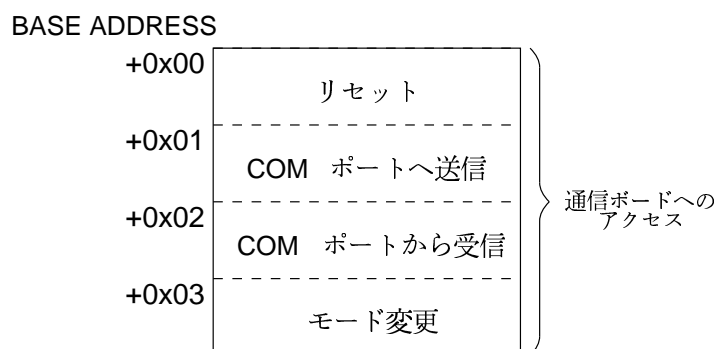 BASE ADDRESS
+0x00
リセット
+0x01
COM ポートへ送信
+0x02
COM ポートから受信
+0x03
モード変更
通信ボードへの
アクセス